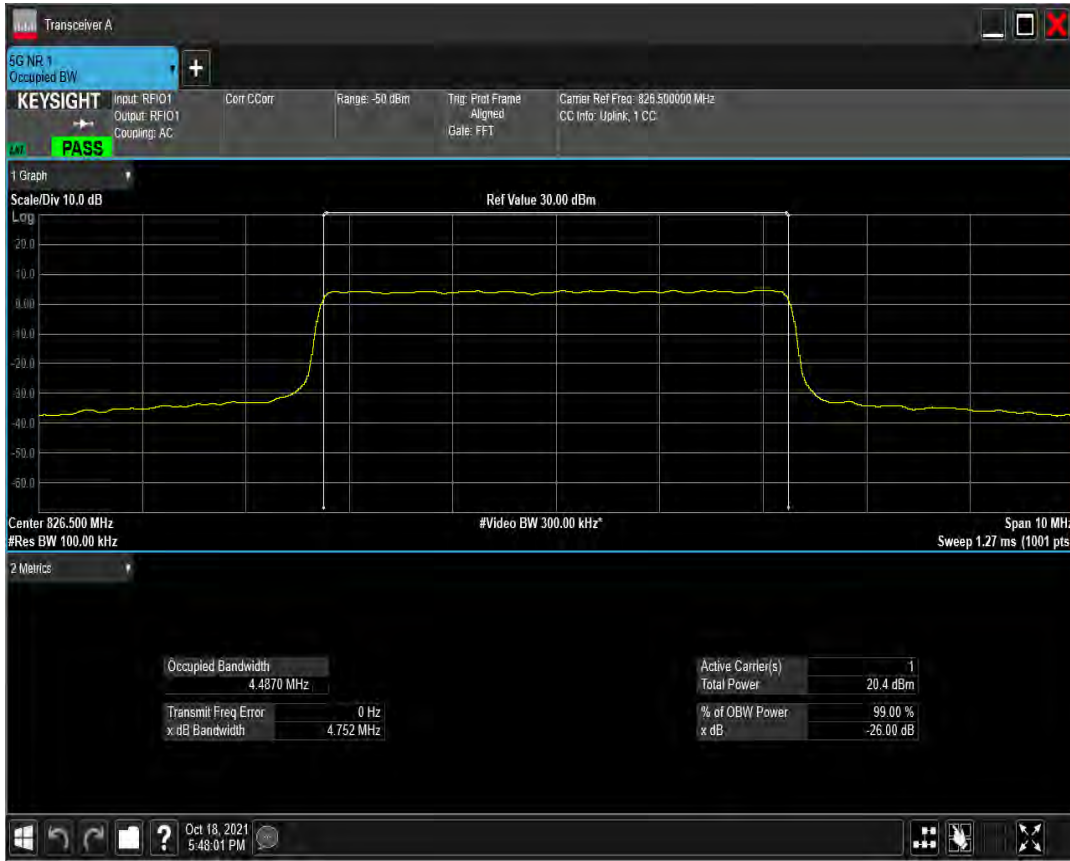 Transceiver A
5G NR 1
Occupied BW
+
KEYSIGHT
Input: RFIO1
Output: RFIO1
Coupling: AC
Corr CCorr
Range: -50 dBm
Trig: Prot Frame
Aligned
Gate: FFT
Carrier Ref Freq: 826.500000 MHz
CC Info: Uplink, 1 CC
PASS
1 Graph
Scale/Div 10.0 dB
Ref Value 30.00 dBm
Log
20.0
10.0
0.00
-10.0
-20.0
-30.0
-40.0
-50.0
-60.0
Center 826.500 MHz
#Video BW 300.00 kHz*
Span 10 MHz
#Res BW 100.00 kHz
Sweep 1.27 ms (1001 pts
2 Metrics
Occupied Bandwidth
4.4870 MHz
Transmit Freq Error 0 Hz
x dB Bandwidth 4.752 MHz
Active Carrier(s) 1
Total Power 20.4 dBm
% of OBW Power 99.00 %
x dB -26.00 dB
?
Oct 18, 2021
5:48:01 PM